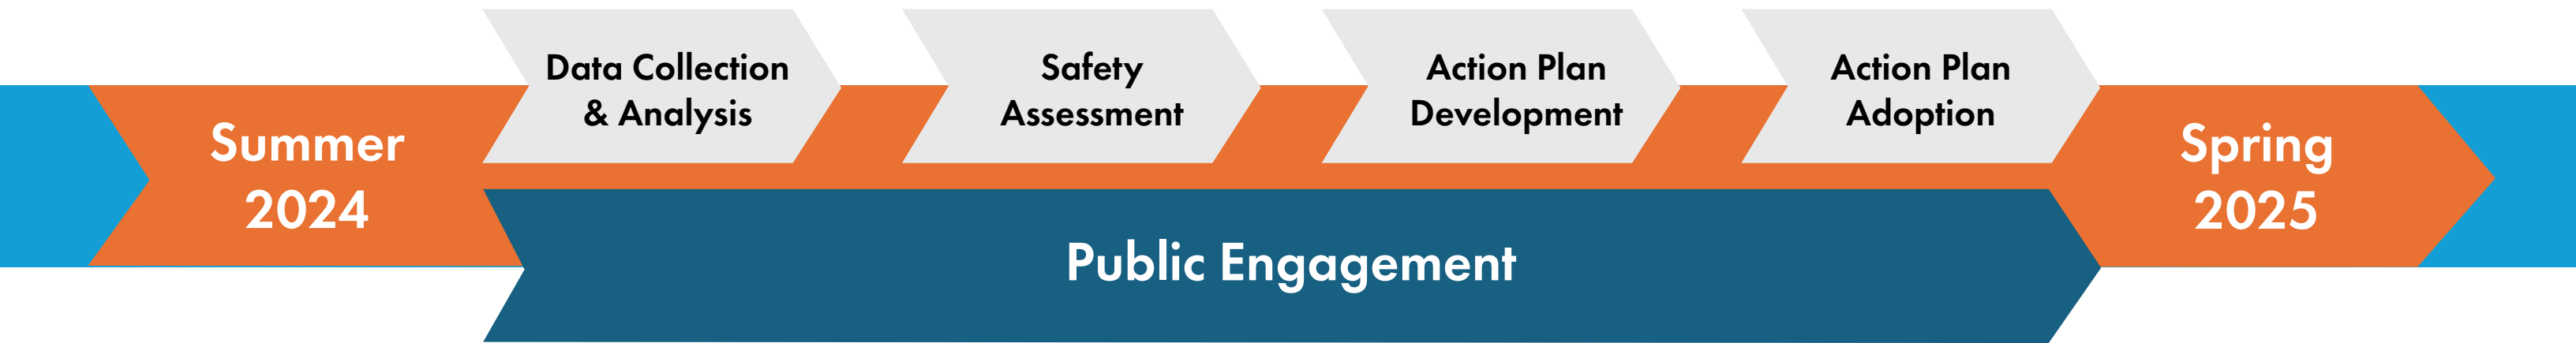 Summer
2024
Data Collection
& Analysis
Safety
Assessment
Action Plan
Development
Action Plan
Adoption
Spring
2025
Public Engagement